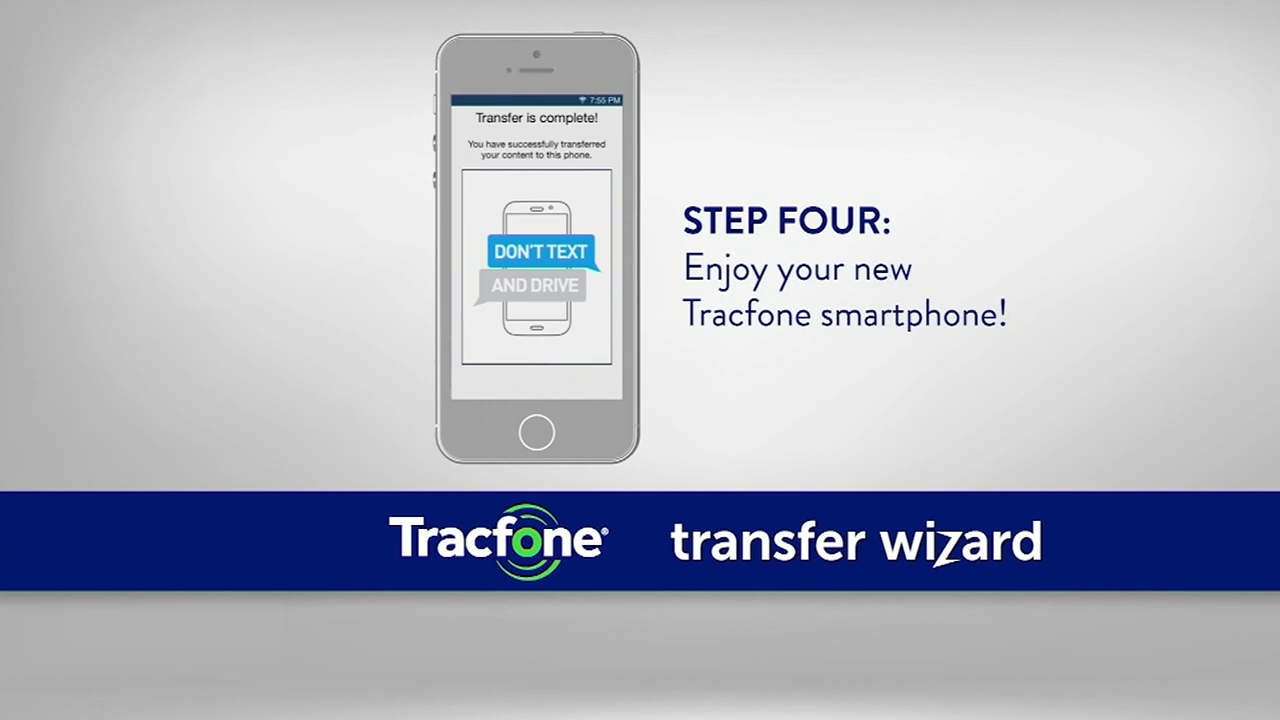 7:55 PM
Transfer is complete!
You have successfully transferred
your content to this phone.
DON'T TEXT
AND DRIVE
STEP FOUR:
Enjoy your new
Tracfone smartphone!
Tracfone® transfer wizard